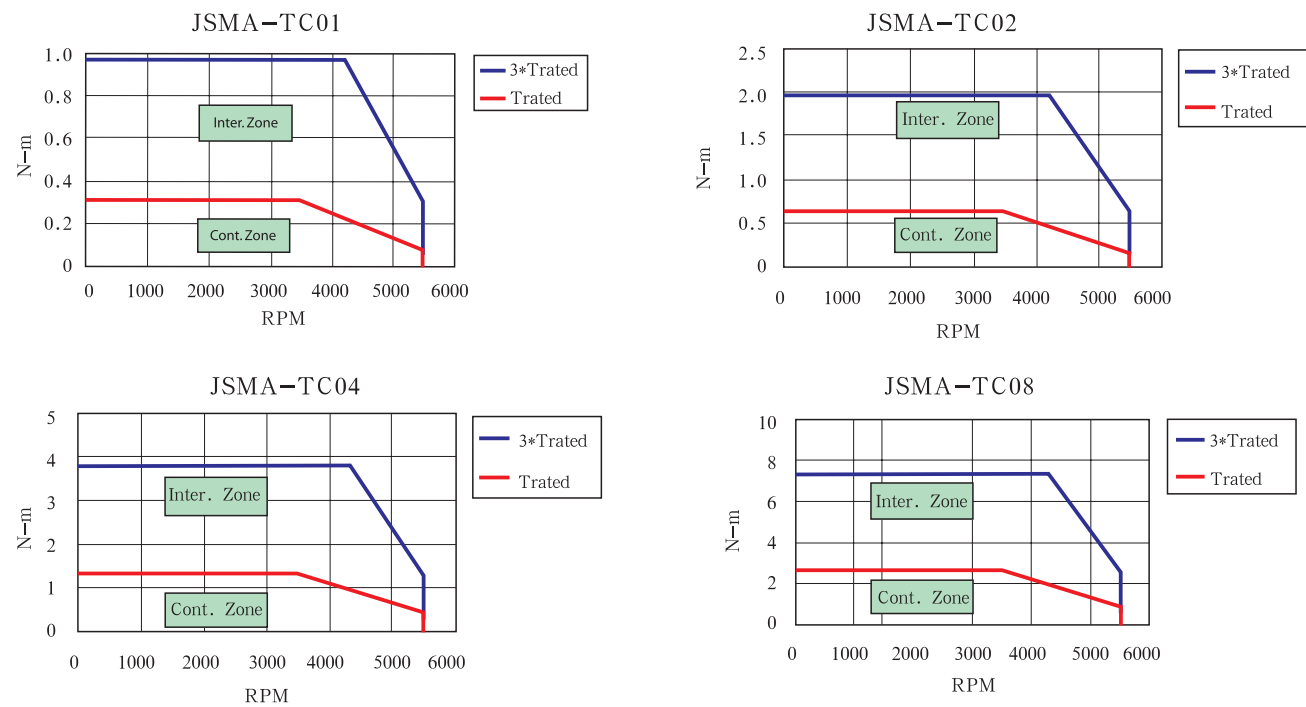 JSMA-TC01
1.0
0.8
0.6
0.4
0.2
0
N-m
Inter.Zone
Cont.Zone
0 1000 2000 3000 4000 5000 6000
RPM
3*Trated
Trated
JSMA-TC02
2.5
2.0
1.5
1.0
0.5
0
N-m
Inter. Zone
Cont. Zone
0 1000 2000 3000 4000 5000 6000
RPM
3*Trated
Trated
JSMA-TC04
5
4
3
2
1
0
N-m
Inter. Zone
Cont. Zone
0 1000 2000 3000 4000 5000 6000
RPM
3*Trated
Trated
JSMA-TC08
10
8
6
4
2
0
N-m
Inter. Zone
Cont. Zone
0 1000 2000 3000 4000 5000 6000
RPM
3*Trated
Trated